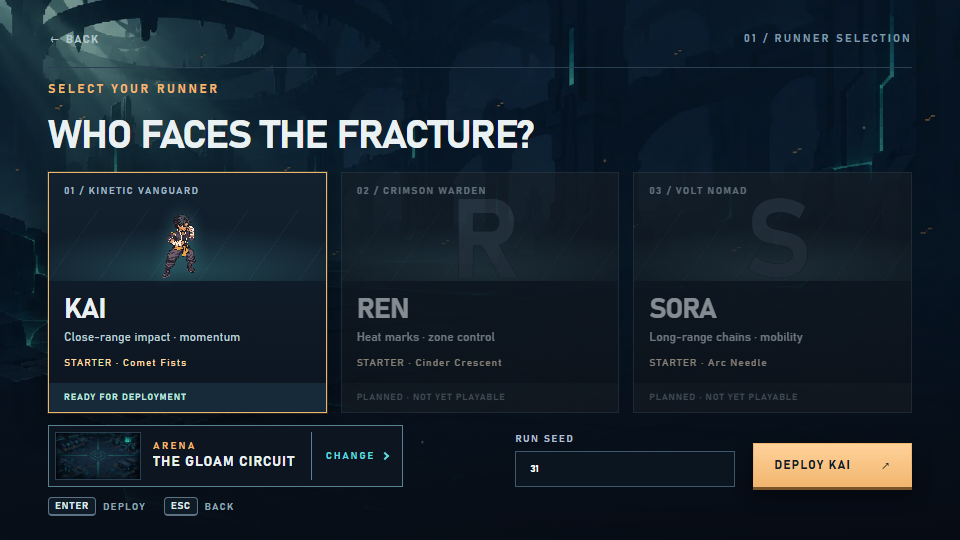 ← BACK
01 / RUNNER SELECTION
SELECT YOUR RUNNER
WHO FACES THE FRACTURE?
01 / KINETIC VANGUARD
KAI
Close-range impact · momentum
STARTER · Comet Fists
READY FOR DEPLOYMENT
02 / CRIMSON WARDEN
R
REN
Heat marks · zone control
STARTER · Cinder Crescent
PLANNED · NOT YET PLAYABLE
03 / VOLT NOMAD
S
SORA
Long-range chains · mobility
STARTER · Arc Needle
PLANNED · NOT YET PLAYABLE
ARENA
THE GLOAM CIRCUIT
CHANGE >
RUN SEED
31
DEPLOY KAI ↗
ENTER DEPLOY ESC BACK